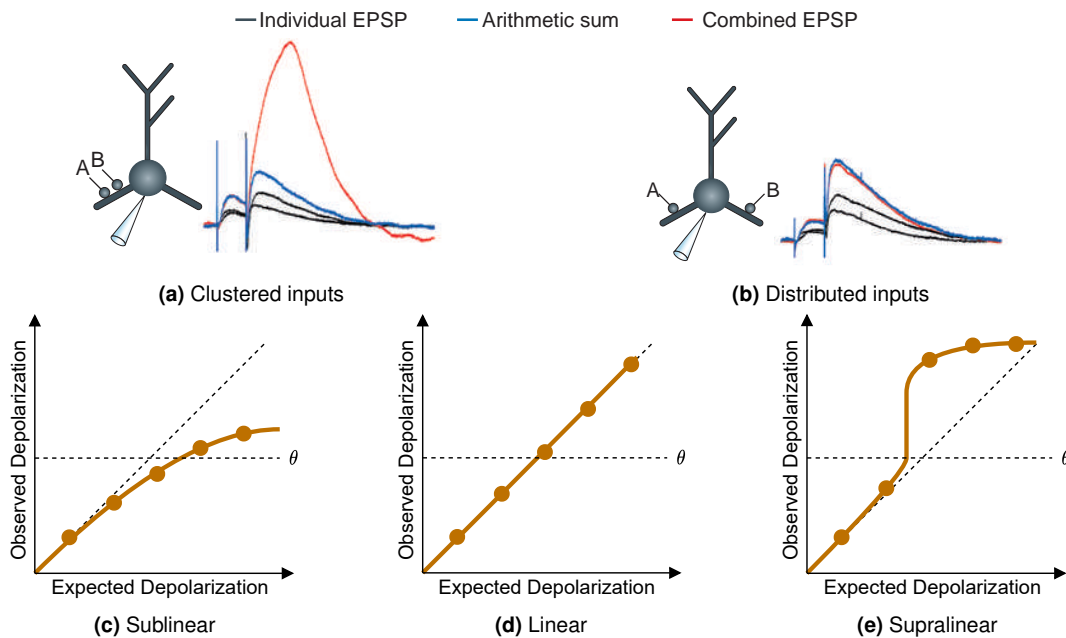 Individual EPSP Arithmetic sum Combined EPSP
A B
A B
(a) Clustered inputs
(b) Distributed inputs
Observed Depolarization
θ
Expected Depolarization
(c) Sublinear
Observed Depolarization
θ
Expected Depolarization
(d) Linear
Observed Depolarization
θ
Expected Depolarization
(e) Supralinear